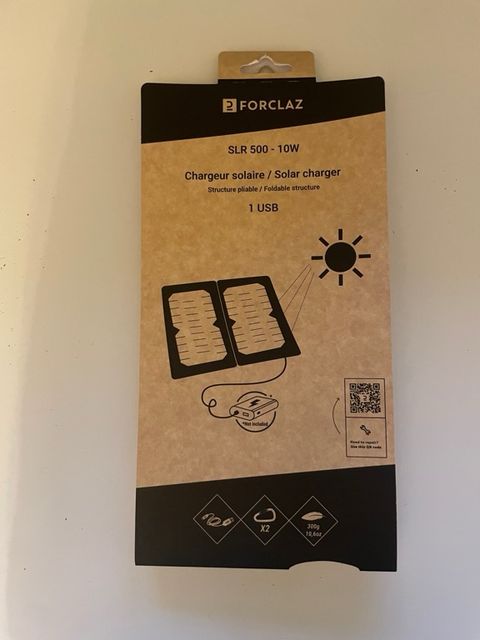 FORCLAZ
SLR 500 - 10W
Chargeur solaire / Solar charger
Structure pliable / Foldable structure
1 USB
*Not included
Need to repair?
Use this QR code
X2
300g
10,6oz